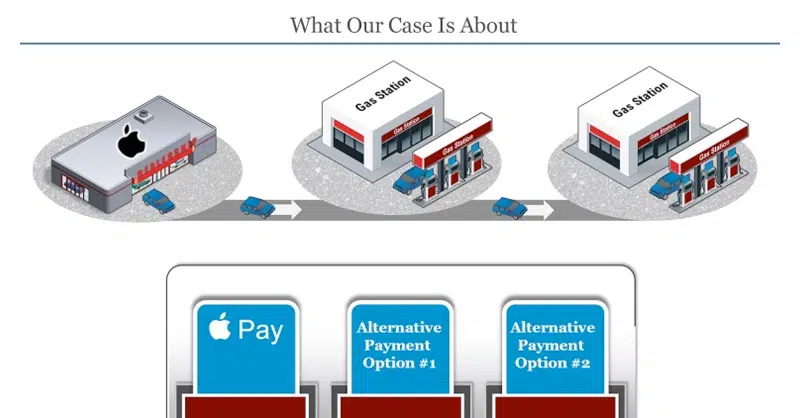 What Our Case Is About
Gas Station
Gas Station
Gas Station
Gas Station
Gas Station
Gas Station
Pay
Alternative
Payment
Option #1
Alternative
Payment
Option #2